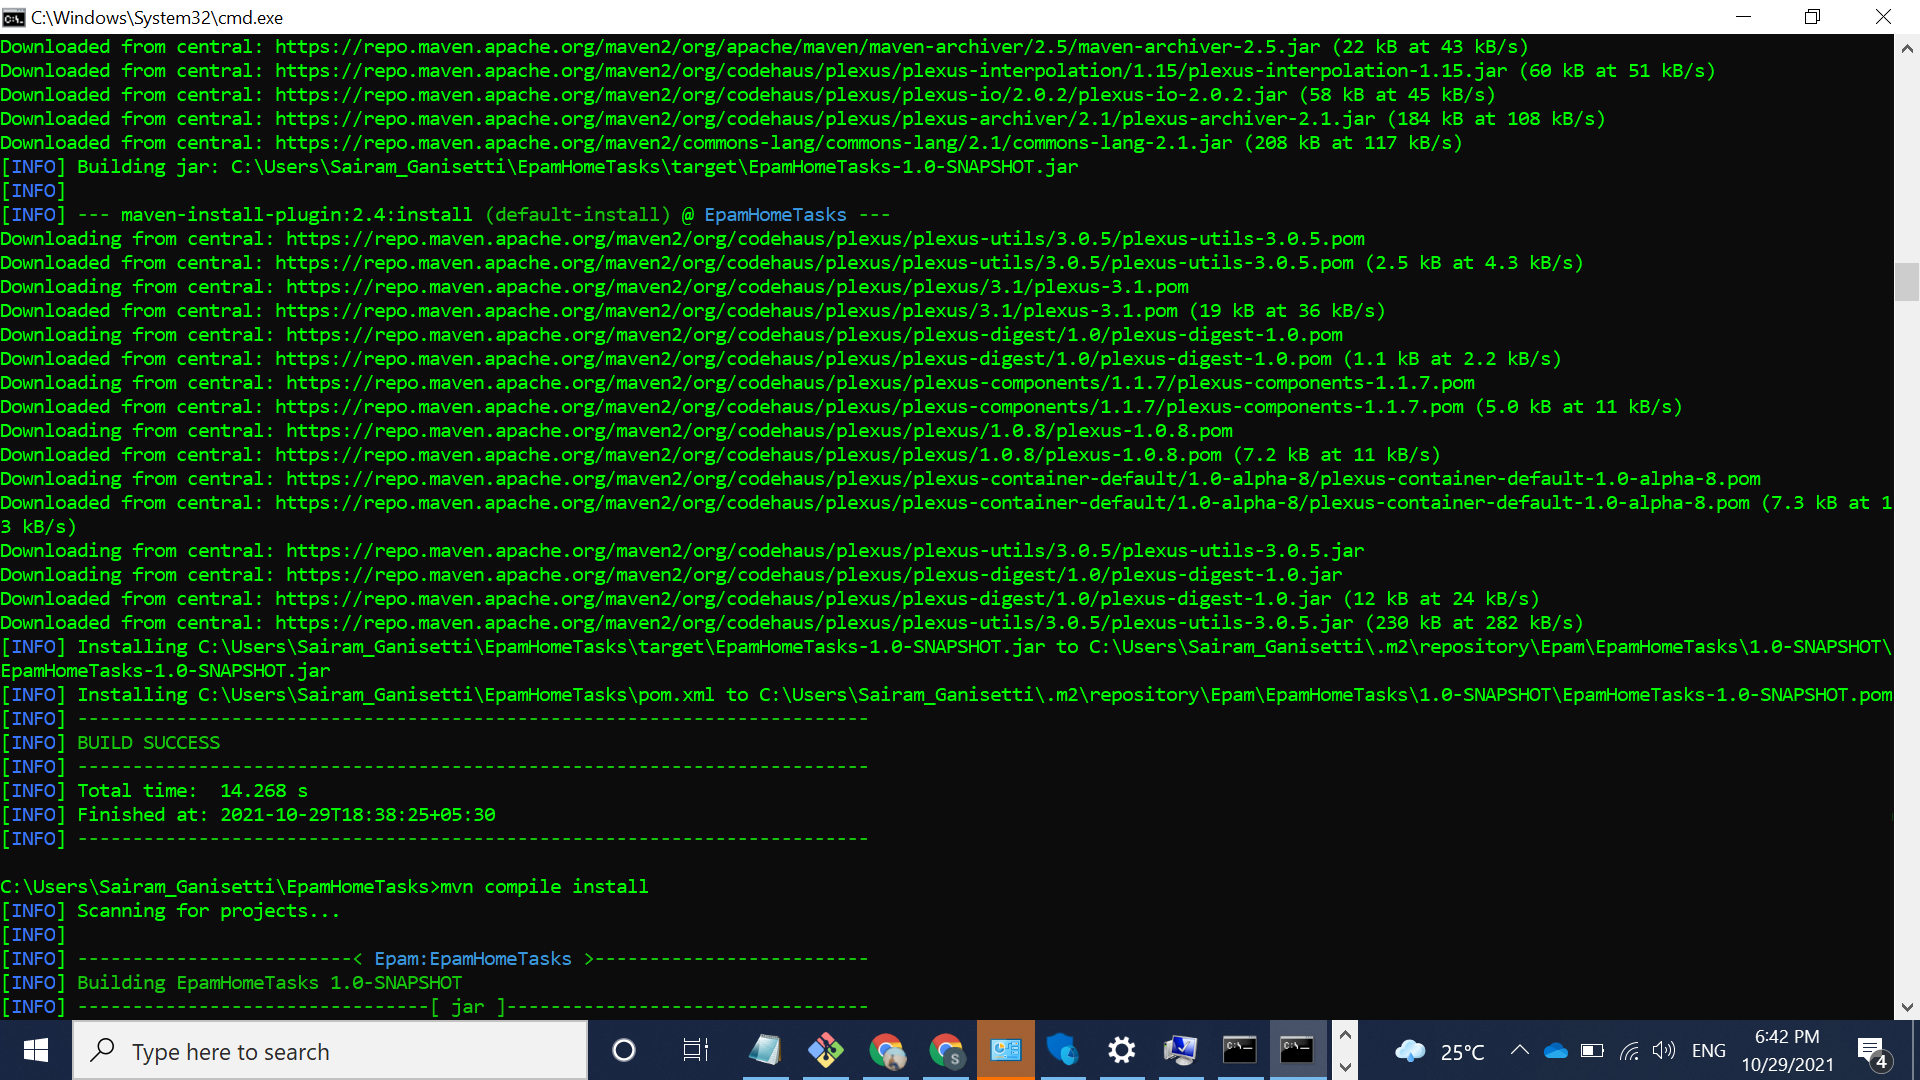 C:\Windows\System32\cmd.exe
Downloaded from central: https://repo.maven.apache.org/maven2/org/apache/maven/maven-archiver/2.5/maven-archiver-2.5.jar (22 kB at 43 kB/s)
Downloaded from central: https://repo.maven.apache.org/maven2/org/codehaus/plexus/plexus-interpolation/1.15/plexus-interpolation-1.15.jar (60 kB at 51 kB/s)
Downloaded from central: https://repo.maven.apache.org/maven2/org/codehaus/plexus/plexus-io/2.0.2/plexus-io-2.0.2.jar (58 kB at 45 kB/s)
Downloaded from central: https://repo.maven.apache.org/maven2/org/codehaus/plexus/plexus-archiver/2.1/plexus-archiver-2.1.jar (184 kB at 108 kB/s)
Downloaded from central: https://repo.maven.apache.org/maven2/commons-lang/commons-lang/2.1/commons-lang-2.1.jar (208 kB at 117 kB/s)
[INFO] Building jar: C:\Users\Sairam_Ganisetti\EpamHomeTasks\target\EpamHomeTasks-1.0-SNAPSHOT.jar
[INFO]
[INFO] --- maven-install-plugin:2.4:install (default-install) @ EpamHomeTasks ---
Downloading from central: https://repo.maven.apache.org/maven2/org/codehaus/plexus/plexus-utils/3.0.5/plexus-utils-3.0.5.pom
Downloaded from central: https://repo.maven.apache.org/maven2/org/codehaus/plexus/plexus-utils/3.0.5/plexus-utils-3.0.5.pom (2.5 kB at 4.3 kB/s)
Downloading from central: https://repo.maven.apache.org/maven2/org/codehaus/plexus/plexus/3.1/plexus-3.1.pom
Downloaded from central: https://repo.maven.apache.org/maven2/org/codehaus/plexus/plexus/3.1/plexus-3.1.pom (19 kB at 36 kB/s)
Downloading from central: https://repo.maven.apache.org/maven2/org/codehaus/plexus/plexus-digest/1.0/plexus-digest-1.0.pom
Downloaded from central: https://repo.maven.apache.org/maven2/org/codehaus/plexus/plexus-digest/1.0/plexus-digest-1.0.pom (1.1 kB at 2.2 kB/s)
Downloading from central: https://repo.maven.apache.org/maven2/org/codehaus/plexus/plexus-components/1.1.7/plexus-components-1.1.7.pom
Downloaded from central: https://repo.maven.apache.org/maven2/org/codehaus/plexus/plexus-components/1.1.7/plexus-components-1.1.7.pom (5.0 kB at 11 kB/s)
Downloading from central: https://repo.maven.apache.org/maven2/org/codehaus/plexus/plexus/1.0.8/plexus-1.0.8.pom
Downloaded from central: https://repo.maven.apache.org/maven2/org/codehaus/plexus/plexus/1.0.8/plexus-1.0.8.pom (7.2 kB at 11 kB/s)
Downloading from central: https://repo.maven.apache.org/maven2/org/codehaus/plexus/plexus-container-default/1.0-alpha-8/plexus-container-default-1.0-alpha-8.pom
Downloaded from central: https://repo.maven.apache.org/maven2/org/codehaus/plexus/plexus-container-default/1.0-alpha-8/plexus-container-default-1.0-alpha-8.pom (7.3 kB at 1
3 kB/s)
Downloading from central: https://repo.maven.apache.org/maven2/org/codehaus/plexus/plexus-utils/3.0.5/plexus-utils-3.0.5.jar
Downloading from central: https://repo.maven.apache.org/maven2/org/codehaus/plexus/plexus-digest/1.0/plexus-digest-1.0.jar
Downloaded from central: https://repo.maven.apache.org/maven2/org/codehaus/plexus/plexus-digest/1.0/plexus-digest-1.0.jar (12 kB at 24 kB/s)
Downloaded from central: https://repo.maven.apache.org/maven2/org/codehaus/plexus/plexus-utils/3.0.5/plexus-utils-3.0.5.jar (230 kB at 282 kB/s)
[INFO] Installing C:\Users\Sairam_Ganisetti\EpamHomeTasks\target\EpamHomeTasks-1.0-SNAPSHOT.jar to C:\Users\Sairam_Ganisetti\.m2\repository\Epam\EpamHomeTasks\1.0-SNAPSHOT\
EpamHomeTasks-1.0-SNAPSHOT.jar
[INFO] Installing C:\Users\Sairam_Ganisetti\EpamHomeTasks\pom.xml to C:\Users\Sairam_Ganisetti\.m2\repository\Epam\EpamHomeTasks\1.0-SNAPSHOT\EpamHomeTasks-1.0-SNAPSHOT.pom
[INFO] ------------------------------------------------------------------------
[INFO] BUILD SUCCESS
[INFO] ------------------------------------------------------------------------
[INFO] Total time:  14.268 s
[INFO] Finished at: 2021-10-29T18:38:25+05:30
[INFO] ------------------------------------------------------------------------
C:\Users\Sairam_Ganisetti\EpamHomeTasks>mvn compile install
[INFO] Scanning for projects...
[INFO]
[INFO] -------------------------< Epam:EpamHomeTasks >-------------------------
[INFO] Building EpamHomeTasks 1.0-SNAPSHOT
[INFO] --------------------------------[ jar ]---------------------------------
Type here to search
S
25°C
ENG
6:42 PM
10/29/2021
4